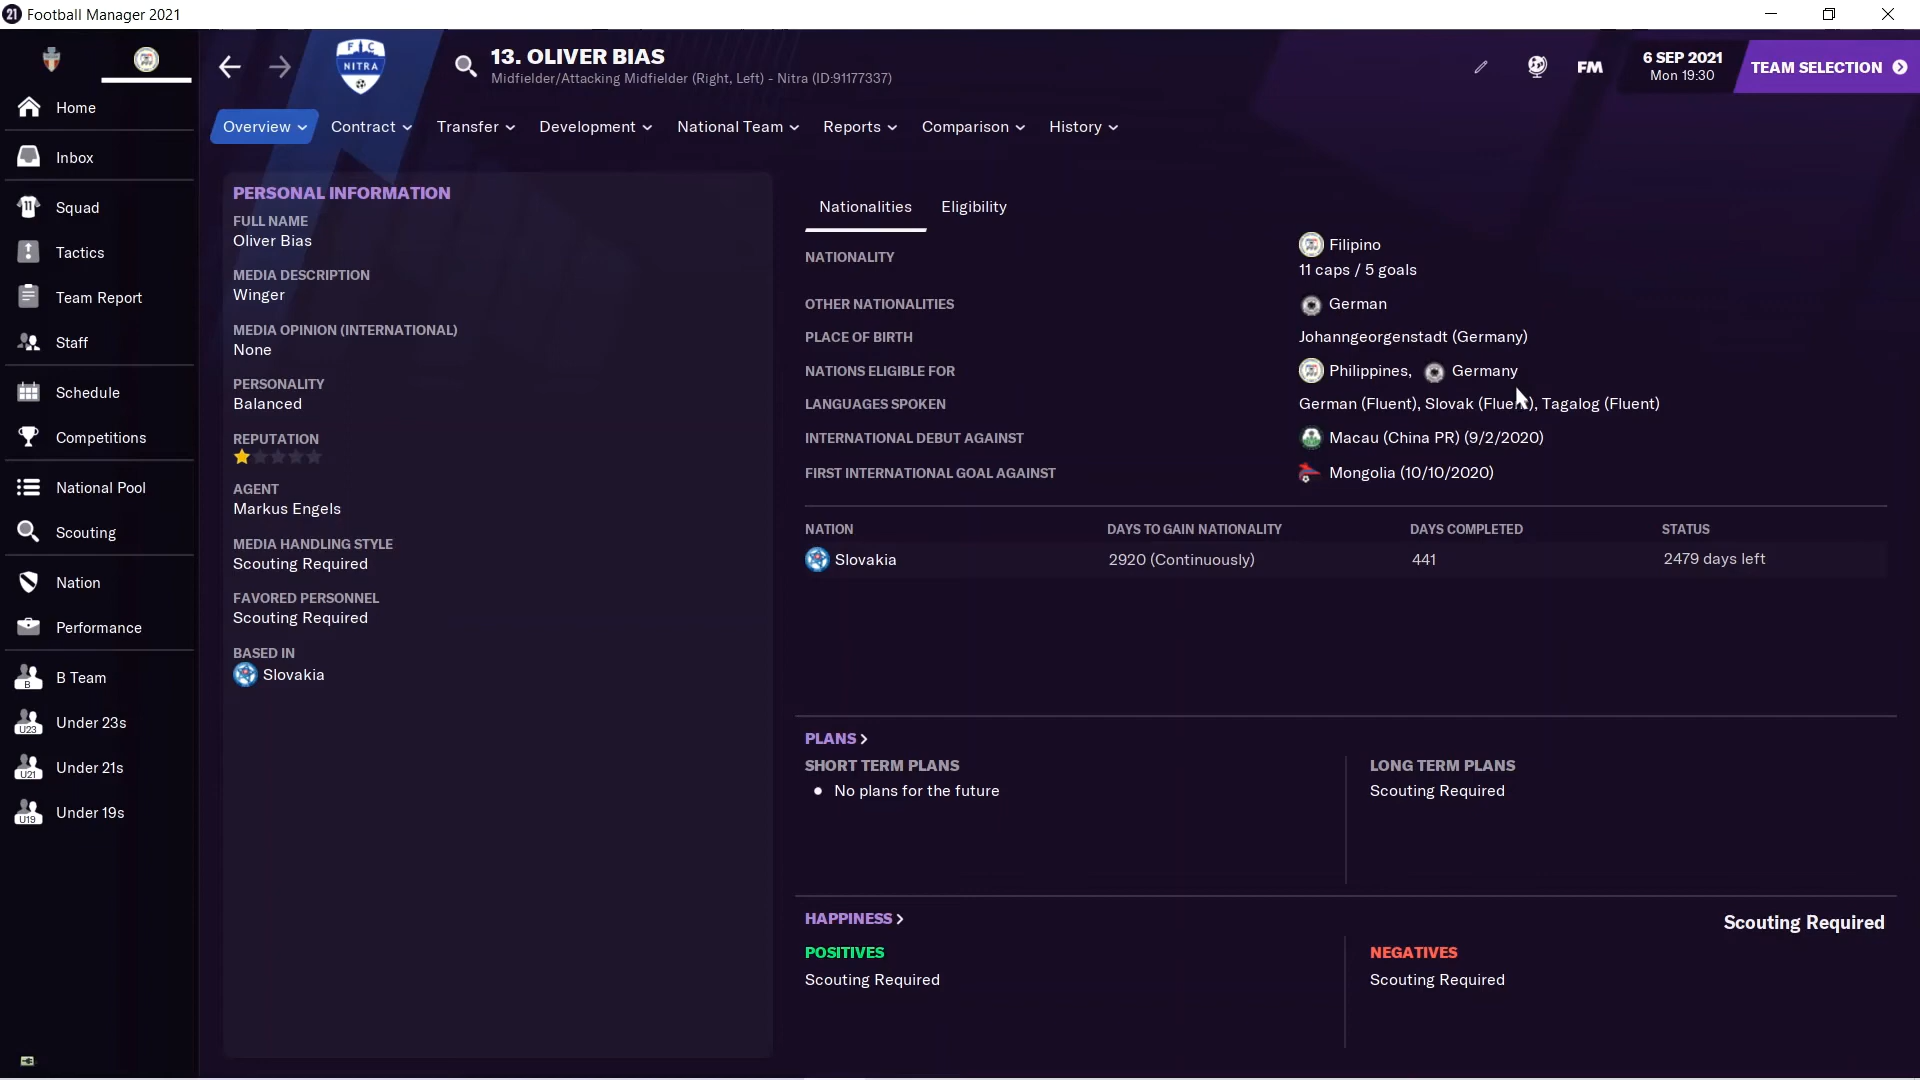 Football Manager 2021
F C
NITRA
13. OLIVER BIAS
Midfielder/Attacking Midfielder (Right, Left) - Nitra (ID:91177337)
FM
6 SEP 2021
Mon 19:30
TEAM SELECTION
Home
Inbox
Squad
Tactics
Team Report
Staff
Schedule
Competitions
National Pool
Scouting
Nation
Performance
B
B Team
U23
Under 23s
U21
Under 21s
U19
Under 19s
Overview
Contract
Transfer
Development
National Team
Reports
Comparison
History
PERSONAL INFORMATION
FULL NAME
Oliver Bias
MEDIA DESCRIPTION
Winger
MEDIA OPINION (INTERNATIONAL)
None
PERSONALITY
Balanced
REPUTATION
AGENT
Markus Engels
MEDIA HANDLING STYLE
Scouting Required
FAVORED PERSONNEL
Scouting Required
BASED IN
Slovakia
Nationalities
Eligibility
NATIONALITY
Filipino
11 caps / 5 goals
OTHER NATIONALITIES
German
PLACE OF BIRTH
Johanngeorgenstadt (Germany)
NATIONS ELIGIBLE FOR
Philippines, Germany
LANGUAGES SPOKEN
German (Fluent), Slovak (Fluent), Tagalog (Fluent)
INTERNATIONAL DEBUT AGAINST
Macau (China PR) (9/2/2020)
FIRST INTERNATIONAL GOAL AGAINST
Mongolia (10/10/2020)
NATION DAYS TO GAIN NATIONALITY DAYS COMPLETED STATUS
Slovakia 2920 (Continuously) 441 2479 days left
PLANS
SHORT TERM PLANS
No plans for the future
LONG TERM PLANS
Scouting Required
HAPPINESS
Scouting Required
POSITIVES
Scouting Required
NEGATIVES
Scouting Required